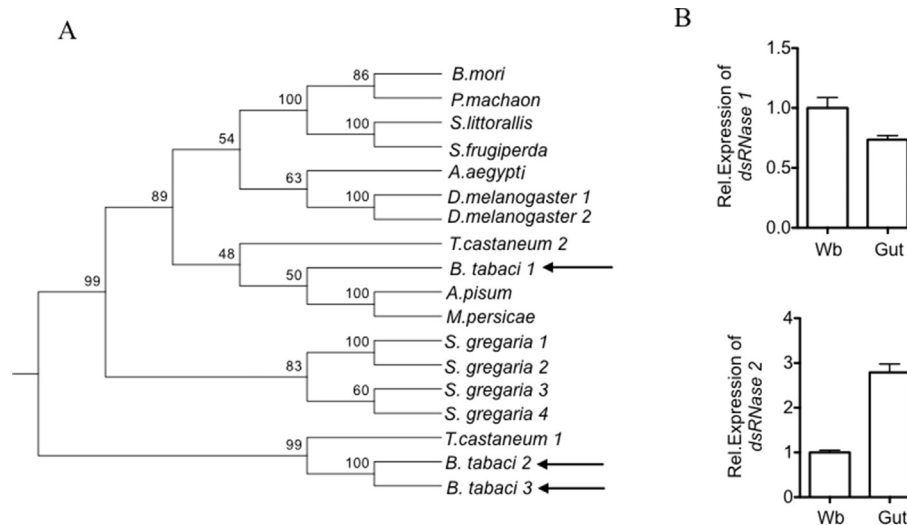 A
B.mori
P.machaon
S.littorallis
S.frugiperda
A.aegypti
D.melanogaster 1
D.melanogaster 2
T.castaneum 2
B. tabaci 1
A.pisum
M.persicae
S. gregaria 1
S. gregaria 2
S. gregaria 3
S. gregaria 4
T.castaneum 1
B. tabaci 2
B. tabaci 3
86
100
100
54
63
100
89
48
50
100
99
100
83
60
99
100
B
Rel.Expression of
dsRNase 1
1.5
1.0
0.5
0.0
Wb Gut
Rel.Expression of
dsRNase 2
4
3
2
1
0
Wb Gut